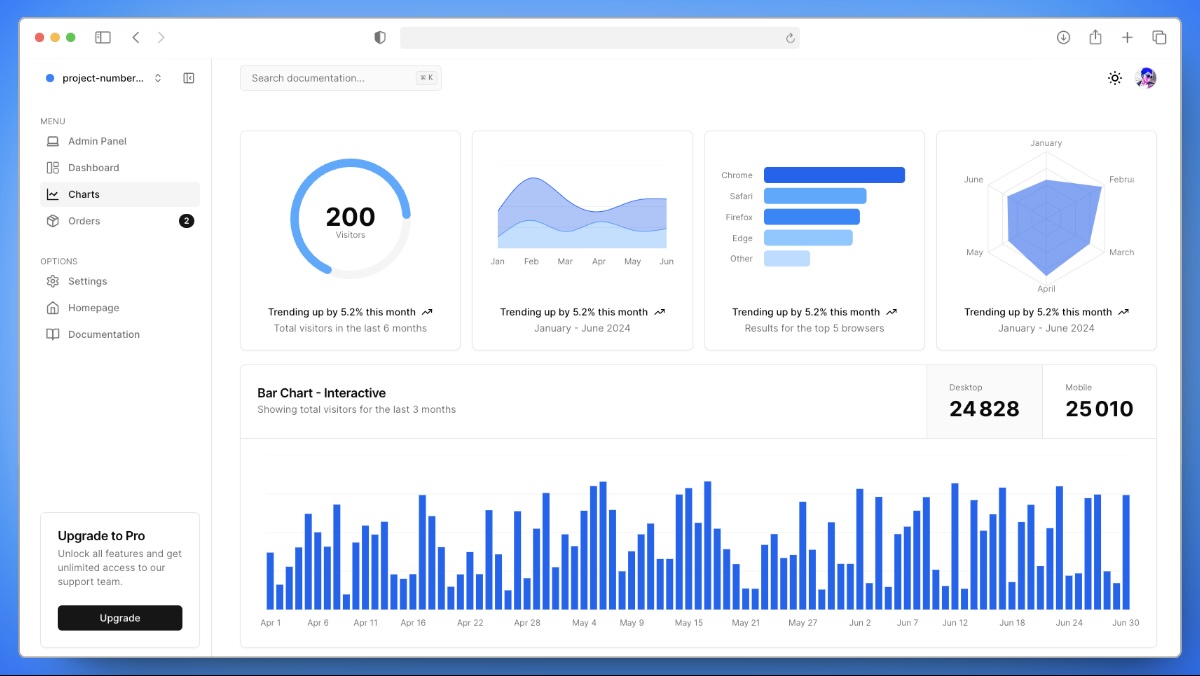 project-number...
Search documentation...
⌘ K
MENU
Admin Panel
Dashboard
Charts
Orders
2
OPTIONS
Settings
Homepage
Documentation
Upgrade to Pro
Unlock all features and get
unlimited access to our
support team.
Upgrade
200
Visitors
Trending up by 5.2% this month
Total visitors in the last 6 months
Jan Feb Mar Apr May Jun
Trending up by 5.2% this month
January - June 2024
Chrome
Safari
Firefox
Edge
Other
Trending up by 5.2% this month
Results for the top 5 browsers
January
June Februa
May March
April
Trending up by 5.2% this month
January - June 2024
Bar Chart - Interactive
Showing total visitors for the last 3 months
Desktop
24 828
Mobile
25 010
Apr 1 Apr 6 Apr 11 Apr 16 Apr 22 Apr 28 May 4 May 9 May 15 May 21 May 27 Jun 2 Jun 7 Jun 12 Jun 18 Jun 24 Jun 30